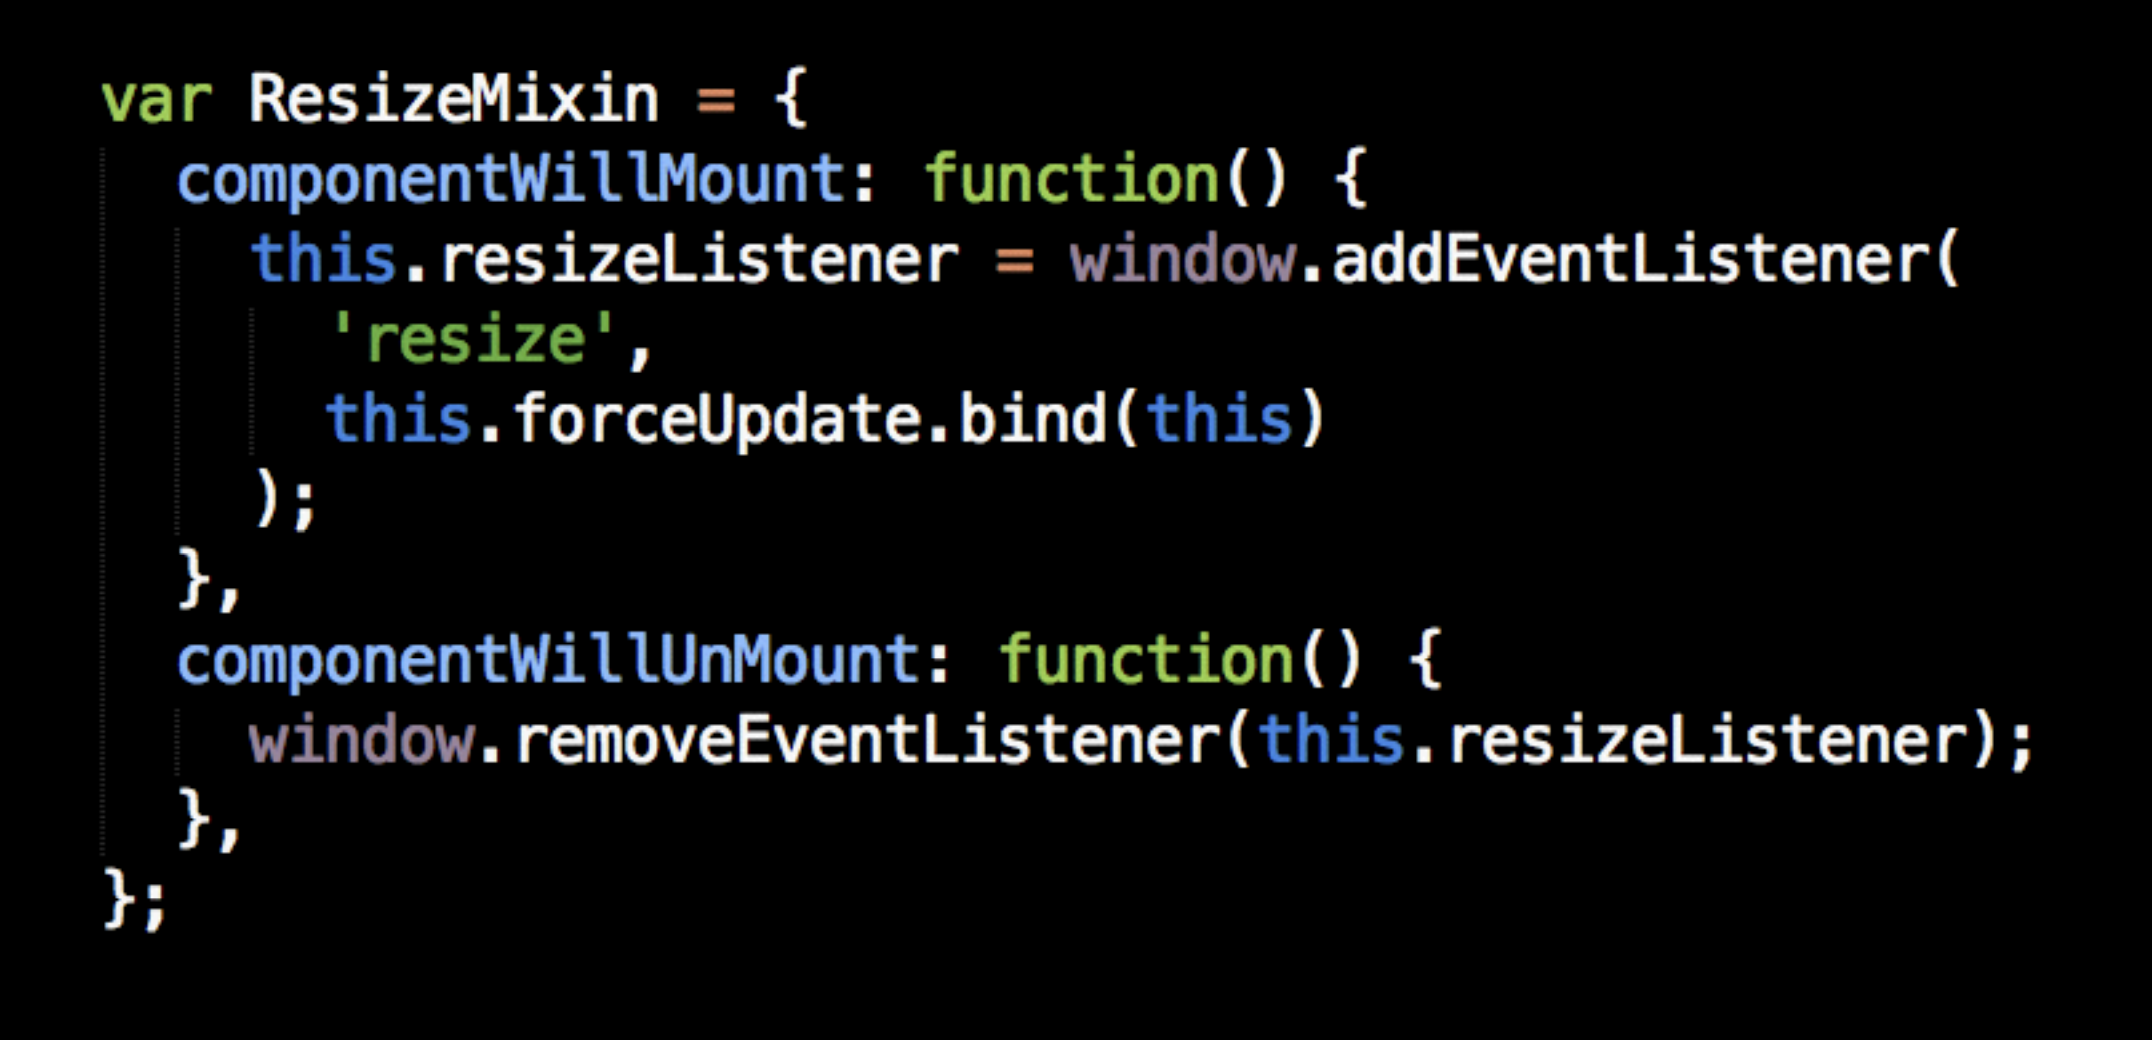 var ResizeMixin = {
  componentWillMount: function() {
    this.resizeListener = window.addEventListener(
      'resize',
      this.forceUpdate.bind(this)
    );
  },
  componentWillUnMount: function() {
    window.removeEventListener(this.resizeListener);
  },
};